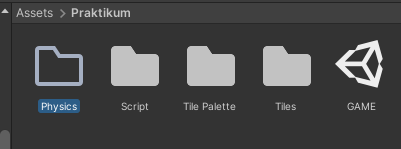 Assets > Praktikum
Physics
Script
Tile Palette
Tiles
GAME